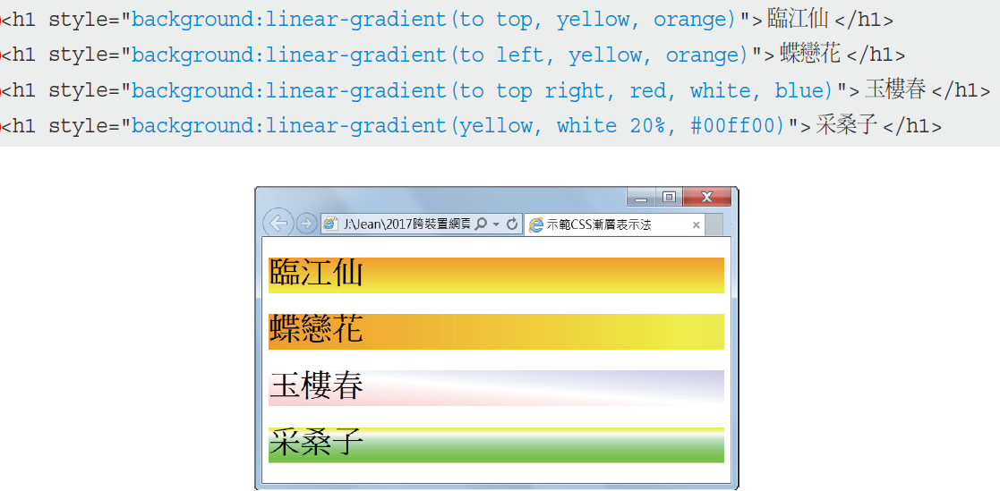 <h1 style="background:linear-gradient(to top, yellow, orange)">臨江仙</h1>
<h1 style="background:linear-gradient(to left, yellow, orange)">蝶戀花</h1>
<h1 style="background:linear-gradient(to top right, red, white, blue)">玉樓春</h1>
<h1 style="background:linear-gradient(yellow, white 20%, #00ff00)">采桑子</h1>
J:\Jean\2017跨裝置網頁
示範CSS漸層表示法
臨江仙
蝶戀花
玉樓春
采桑子